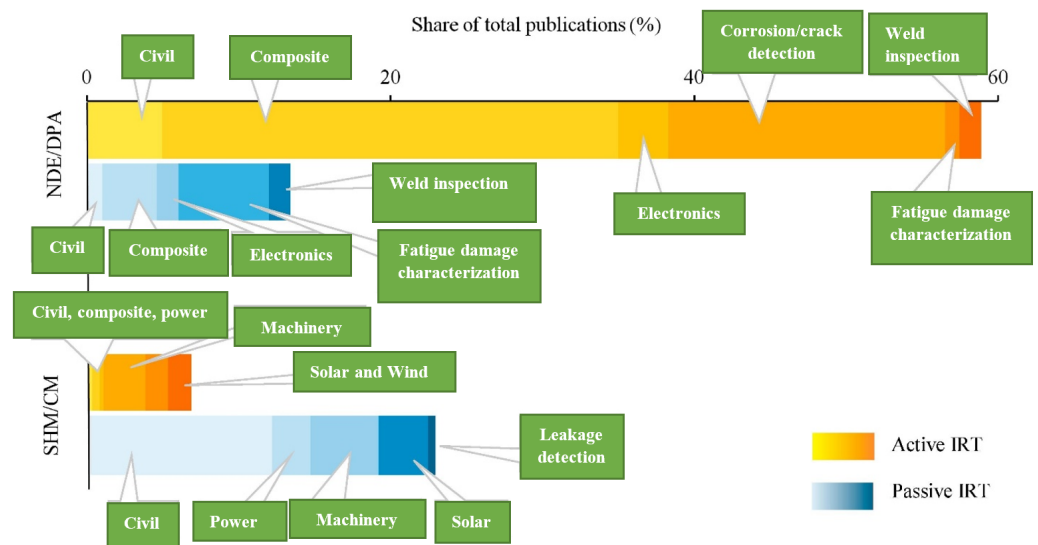 Share of total publications (%)
Civil
Composite
Corrosion/crack
detection
Weld
inspection
0
20
40
60
NDE/DPA
Weld inspection
Electronics
Fatigue damage
characterization
Civil
Composite
Electronics
Fatigue damage
characterization
Civil, composite, power
Machinery
Solar and Wind
SHM/CM
Leakage
detection
Active IRT
Passive IRT
Civil
Power
Machinery
Solar